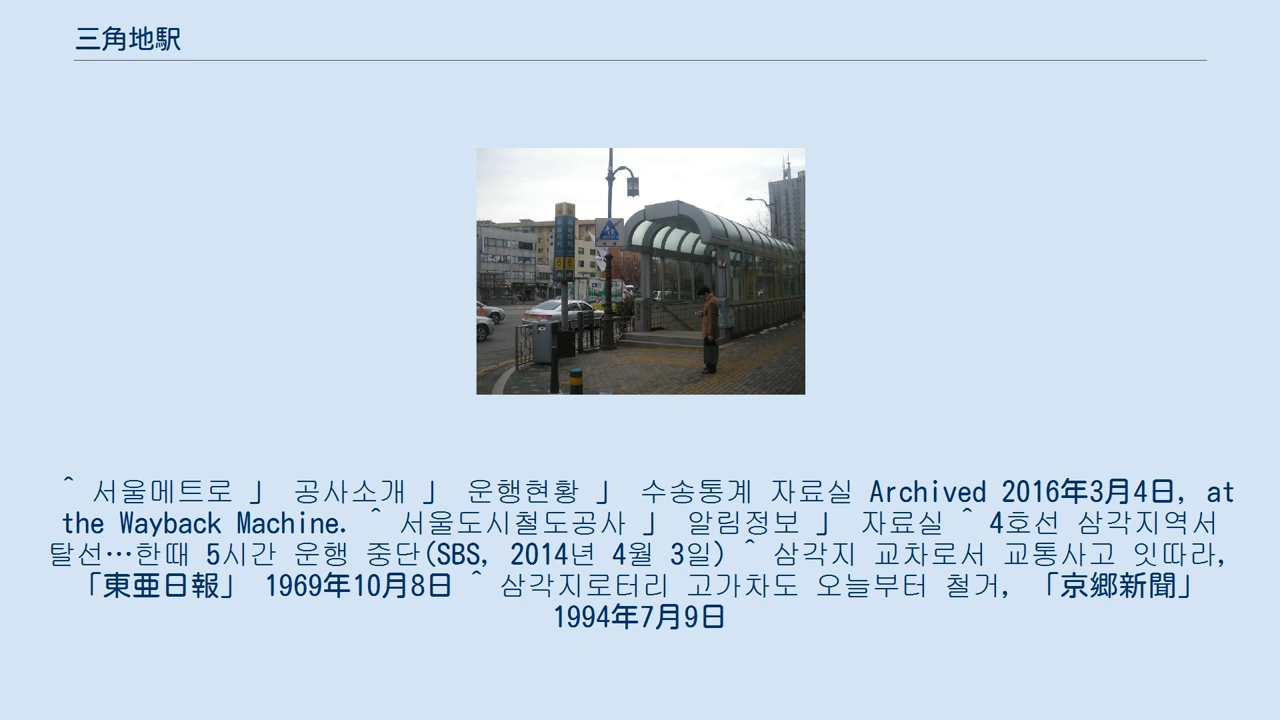 三角地駅
^ 서울메트로 」 공사소개 」 운행현황 」 수송통계 자료실 Archived 2016年3月4日, at
the Wayback Machine. ^ 서울도시철도공사 」 알림정보 」 자료실 ^ 4호선 삼각지역서
탈선…한때 5시간 운행 중단(SBS, 2014년 4월 3일) ^ 삼각지 교차로서 교통사고 잇따라,
「東亜日報」 1969年10月8日 ^ 삼각지로터리 고가차도 오늘부터 철거, 「京郷新聞」
1994年7月9日